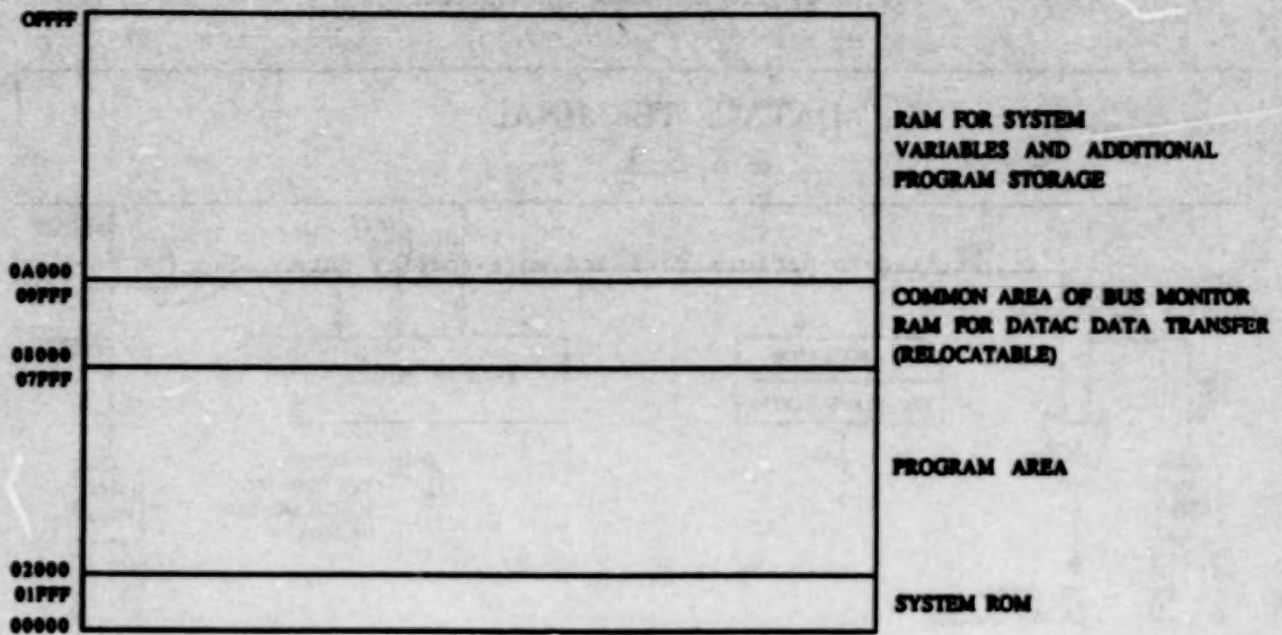 0FFFF
RAM FOR SYSTEM
VARIABLES AND ADDITIONAL
PROGRAM STORAGE
0A000
09FFF
COMMON AREA OF BUS MONITOR
RAM FOR DATAC DATA TRANSFER
(RELOCATABLE)
08000
07FFF
PROGRAM AREA
02000
01FFF
SYSTEM ROM
00000